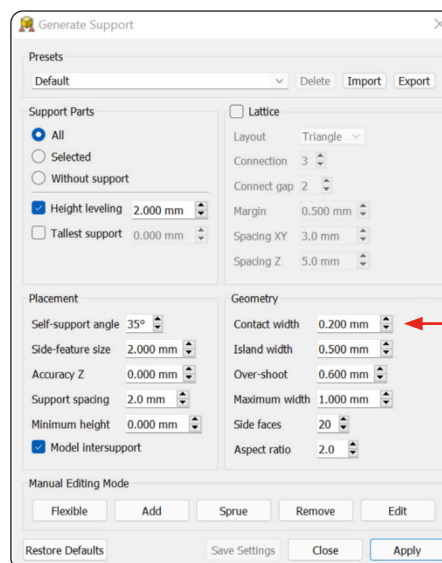 Generate Support
Presets
Default Delete Import Export
Support Parts
All
Selected
Without support
Height leveling 2.000 mm
Tallest support 0.000 mm
Lattice
Layout Triangle
Connection 3
Connect gap 2
Margin 0.500 mm
Spacing XY 3.0 mm
Spacing Z 5.0 mm
Placement
Self-support angle 35°
Side-feature size 2.000 mm
Accuracy Z 0.000 mm
Support spacing 2.0 mm
Minimum height 0.000 mm
Model intersupport
Geometry
Contact width 0.200 mm
Island width 0.500 mm
Over-shoot 0.600 mm
Maximum width 1.000 mm
Side faces 20
Aspect ratio 2.0
Manual Editing Mode
Flexible Add Sprue Remove Edit
Restore Defaults Save Settings Close Apply